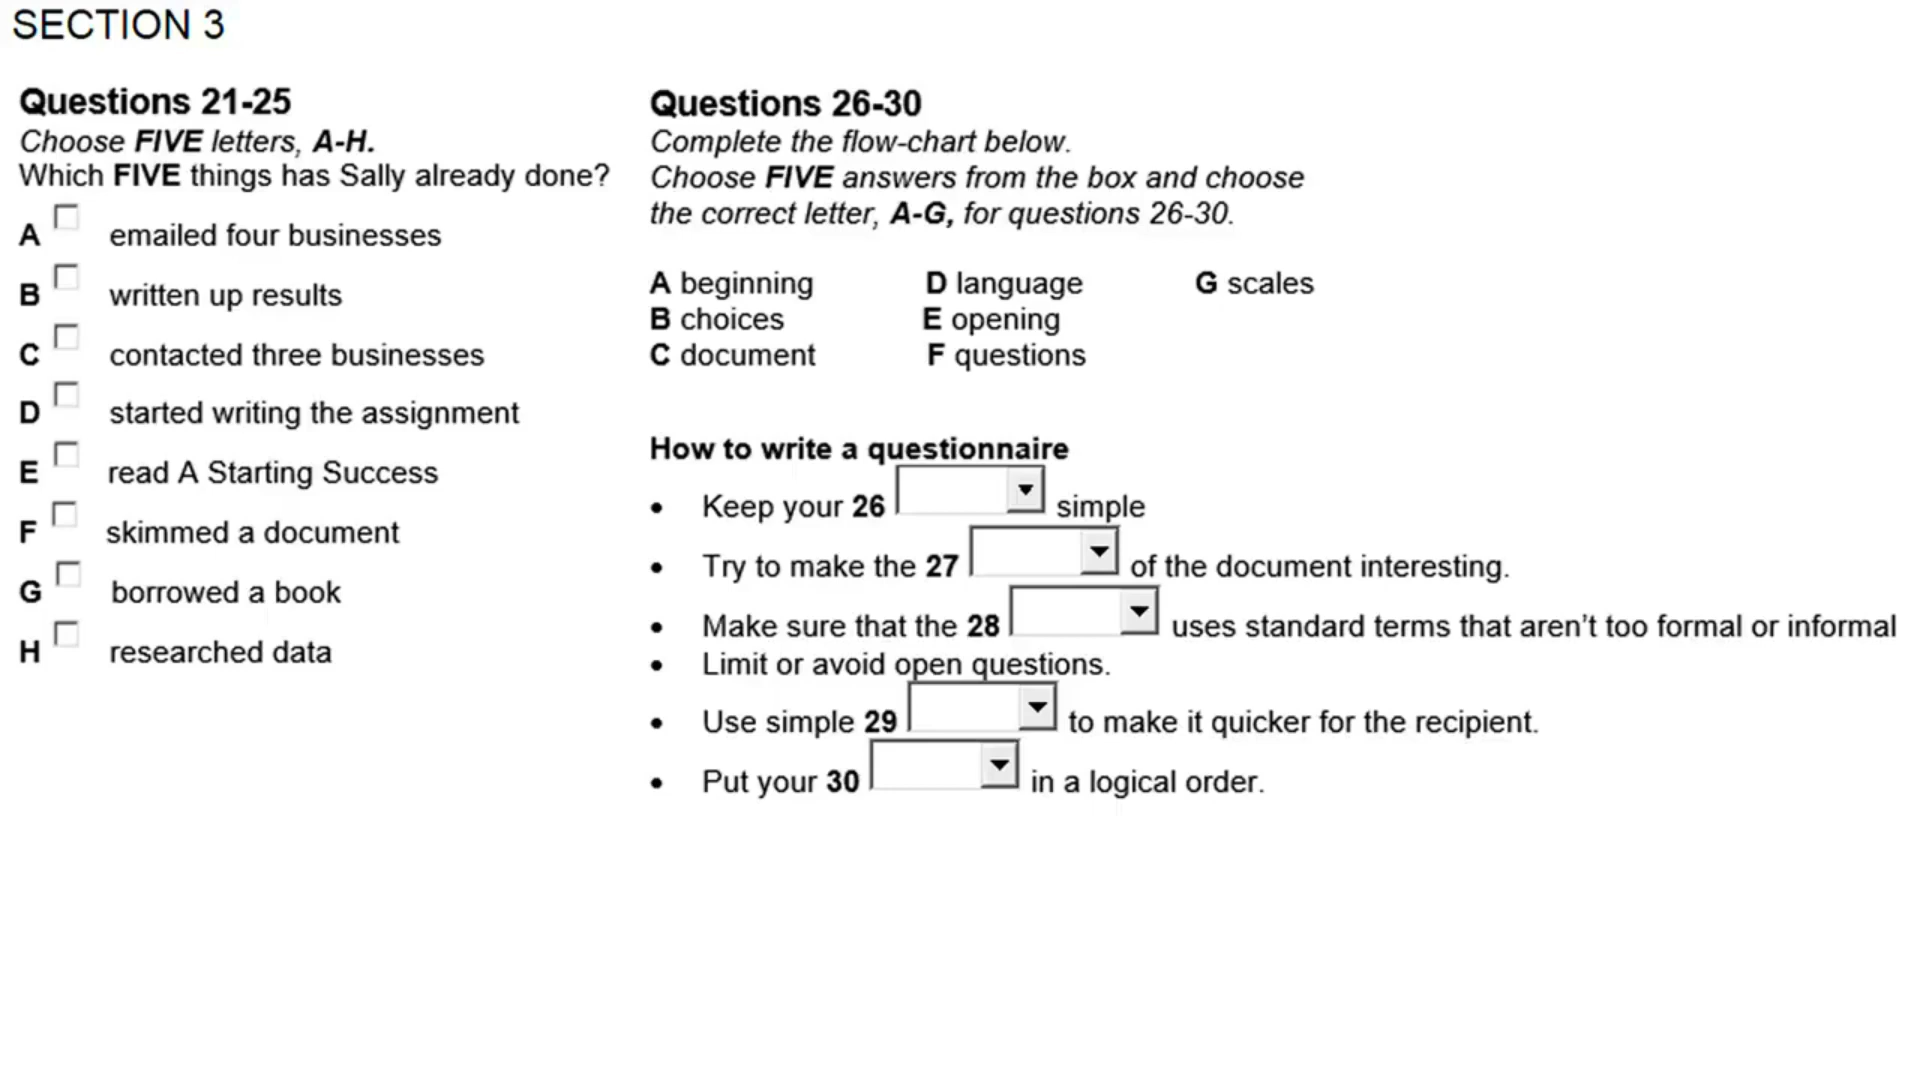 SECTION 3
Questions 21-25
Choose FIVE letters, A-H.
Which FIVE things has Sally already done?
A emailed four businesses
B written up results
C contacted three businesses
D started writing the assignment
E read A Starting Success
F skimmed a document
G borrowed a book
H researched data
Questions 26-30
Complete the flow-chart below.
Choose FIVE answers from the box and choose
the correct letter, A-G, for questions 26-30.
A beginning D language G scales
B choices E opening
C document F questions
How to write a questionnaire
• Keep your 26 simple
• Try to make the 27 of the document interesting.
• Make sure that the 28 uses standard terms that aren't too formal or informal
• Limit or avoid open questions.
• Use simple 29 to make it quicker for the recipient.
• Put your 30 in a logical order.